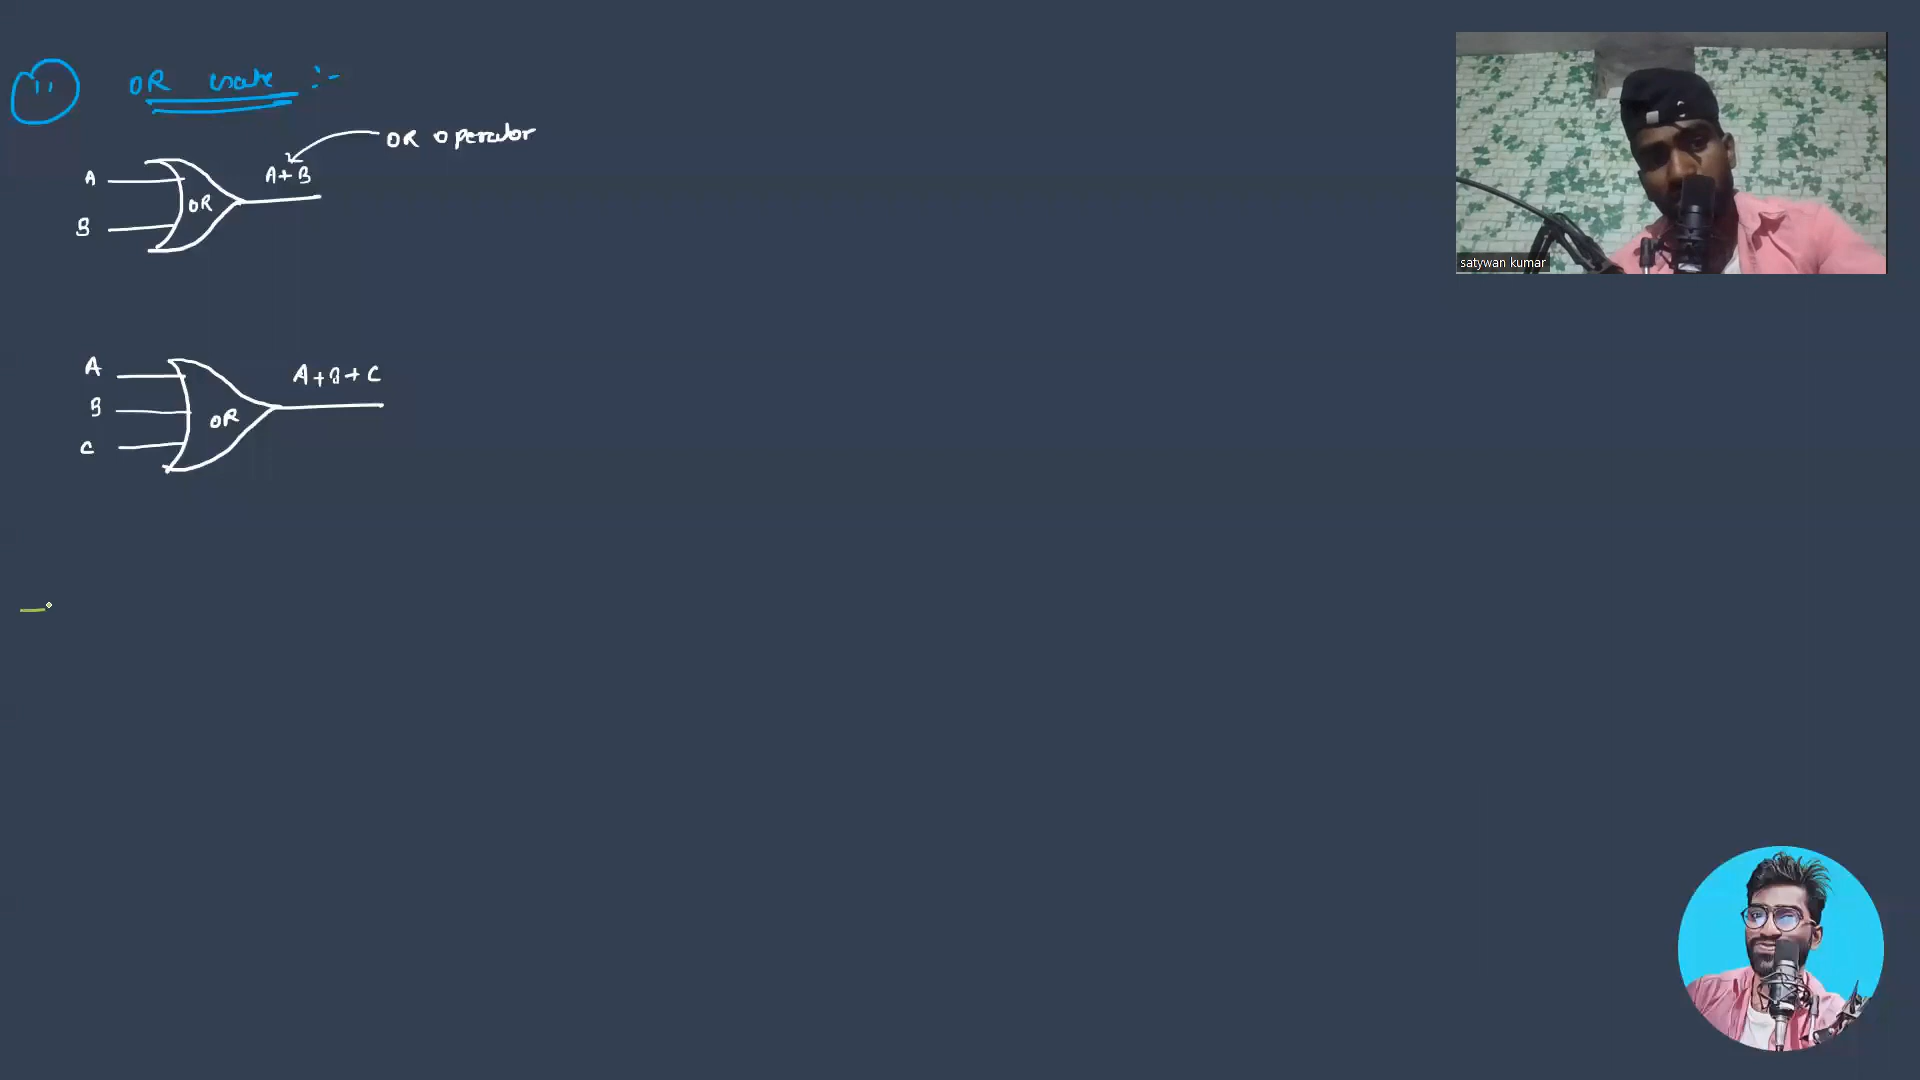 11 OR Gate :-
OR operator
A+B
A
OR
B
A
A+B+C
B
OR
C
satywan kumar